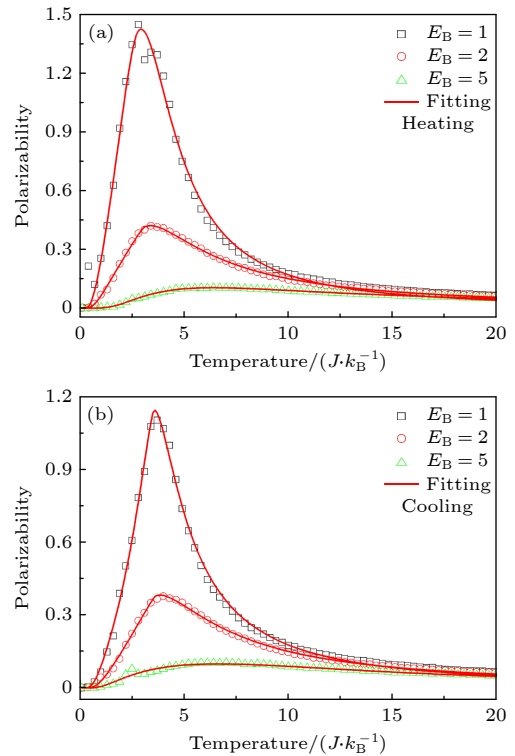 (a)
E_B = 1
E_B = 2
E_B = 5
Fitting
Heating
1.5
1.2
0.9
0.6
0.3
0
Polarizability
0 5 10 15 20
Temperature/(J·k_B^{-1})
(b)
E_B = 1
E_B = 2
E_B = 5
Fitting
Cooling
1.2
0.9
0.6
0.3
0
Polarizability
0 5 10 15 20
Temperature/(J·k_B^{-1})